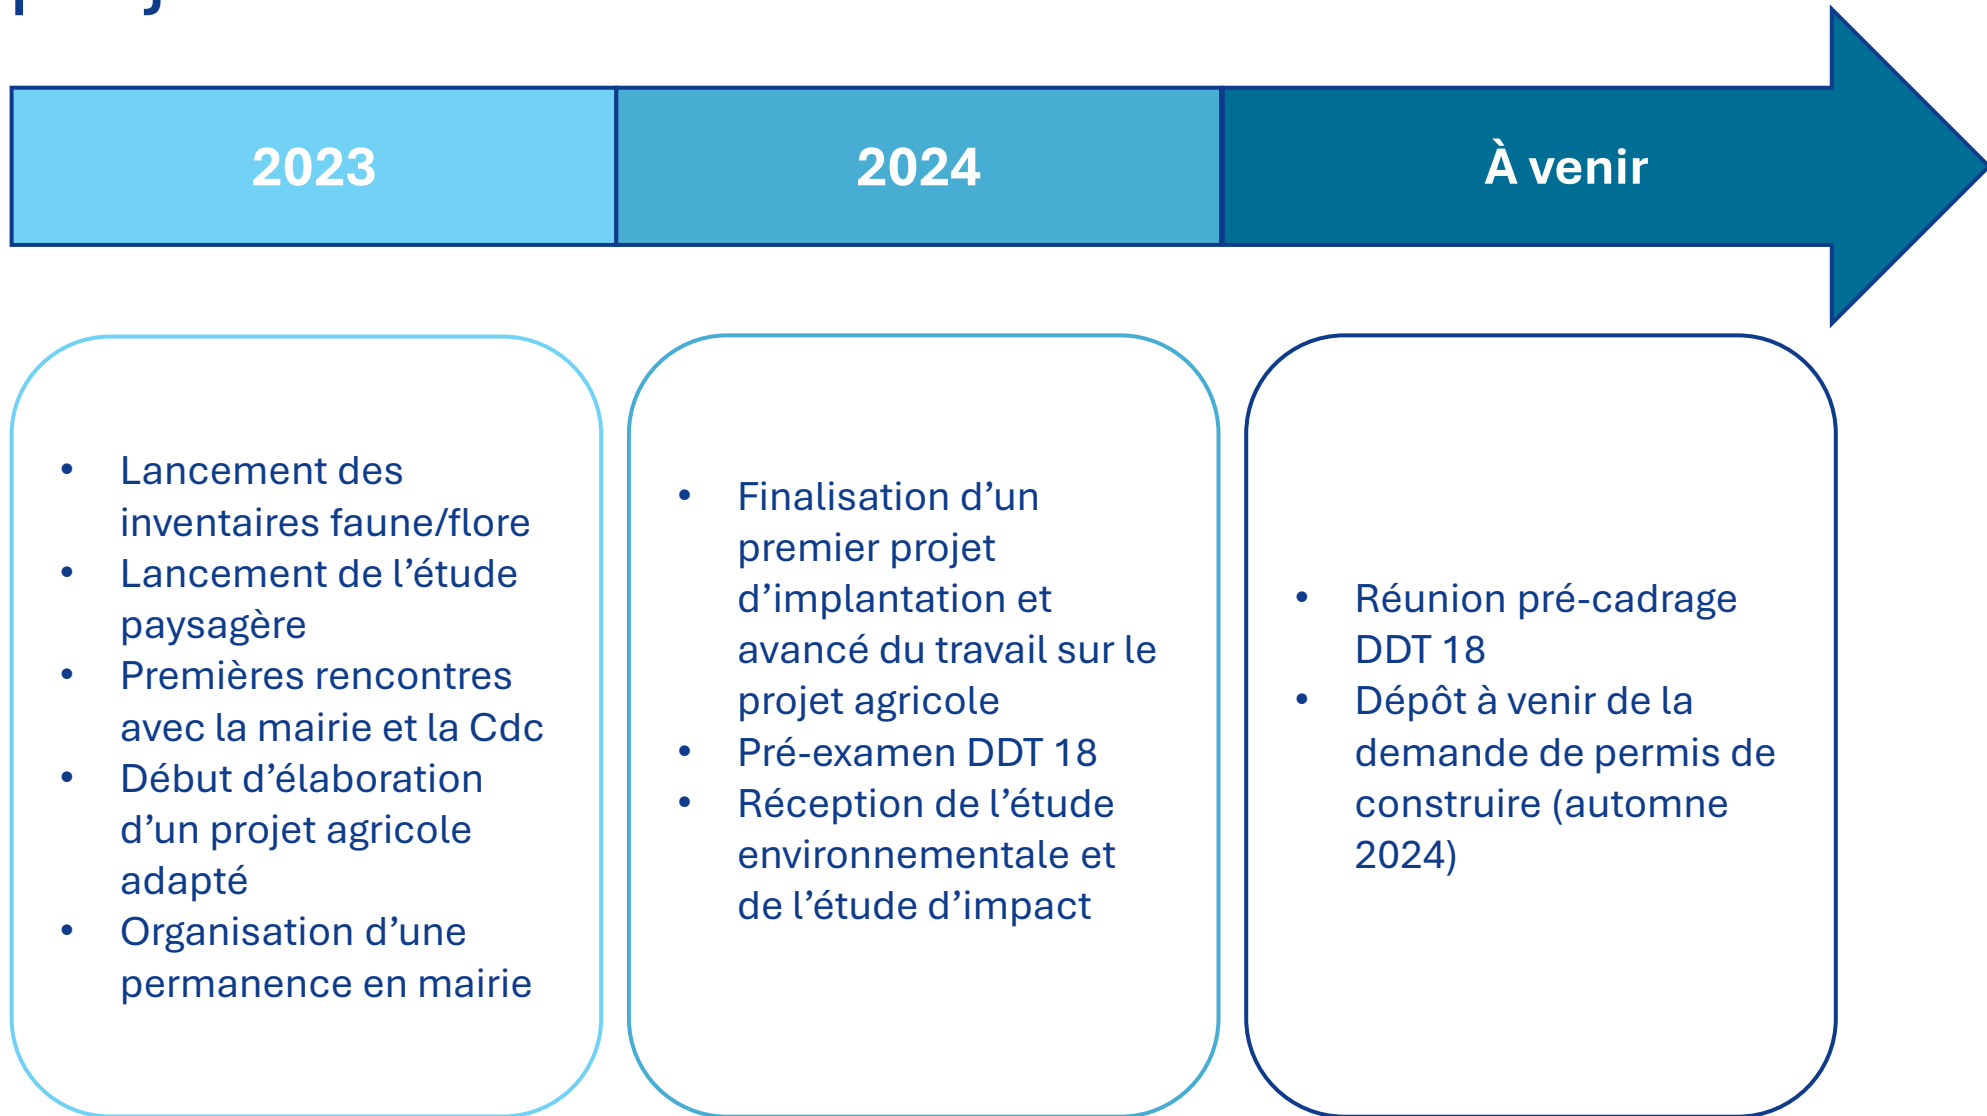 2023
2024
À venir
• Lancement des
inventaires faune/flore
• Lancement de l’étude
paysagère
• Premières rencontres
avec la mairie et la Cdc
• Début d’élaboration
d’un projet agricole
adapté
• Organisation d’une
permanence en mairie
• Finalisation d’un
premier projet
d’implantation et
avancé du travail sur le
projet agricole
• Pré-examen DDT 18
• Réception de l’étude
environnementale et
de l’étude d’impact
• Réunion pré-cadrage
DDT 18
• Dépôt à venir de la
demande de permis de
construire (automne
2024)